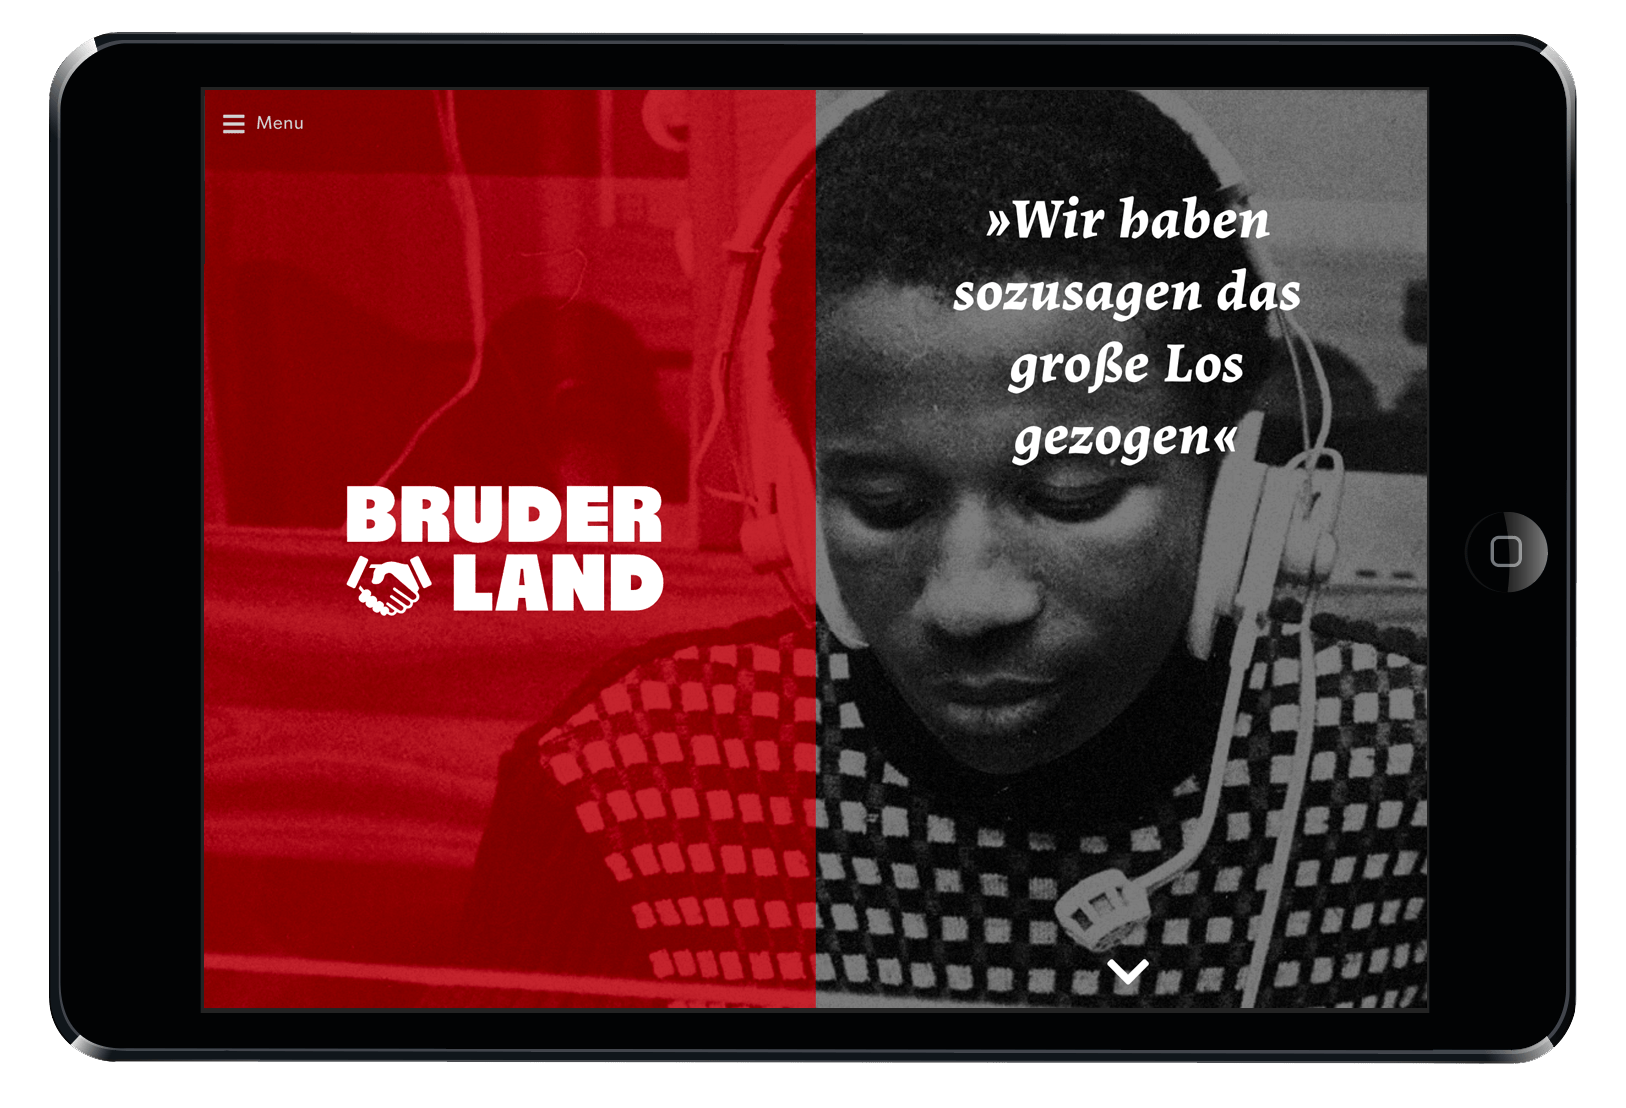 Menu
BRUDER
LAND
»Wir haben
sozusagen das
große Los
gezogen«